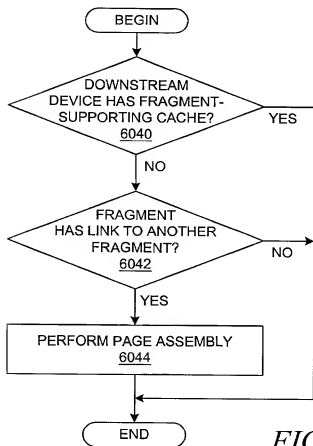 BEGIN
DOWNSTREAM
DEVICE HAS FRAGMENT-
SUPPORTING CACHE?
6040
YES
NO
FRAGMENT
HAS LINK TO ANOTHER
FRAGMENT?
6042
NO
YES
PERFORM PAGE ASSEMBLY
6044
END
FIG